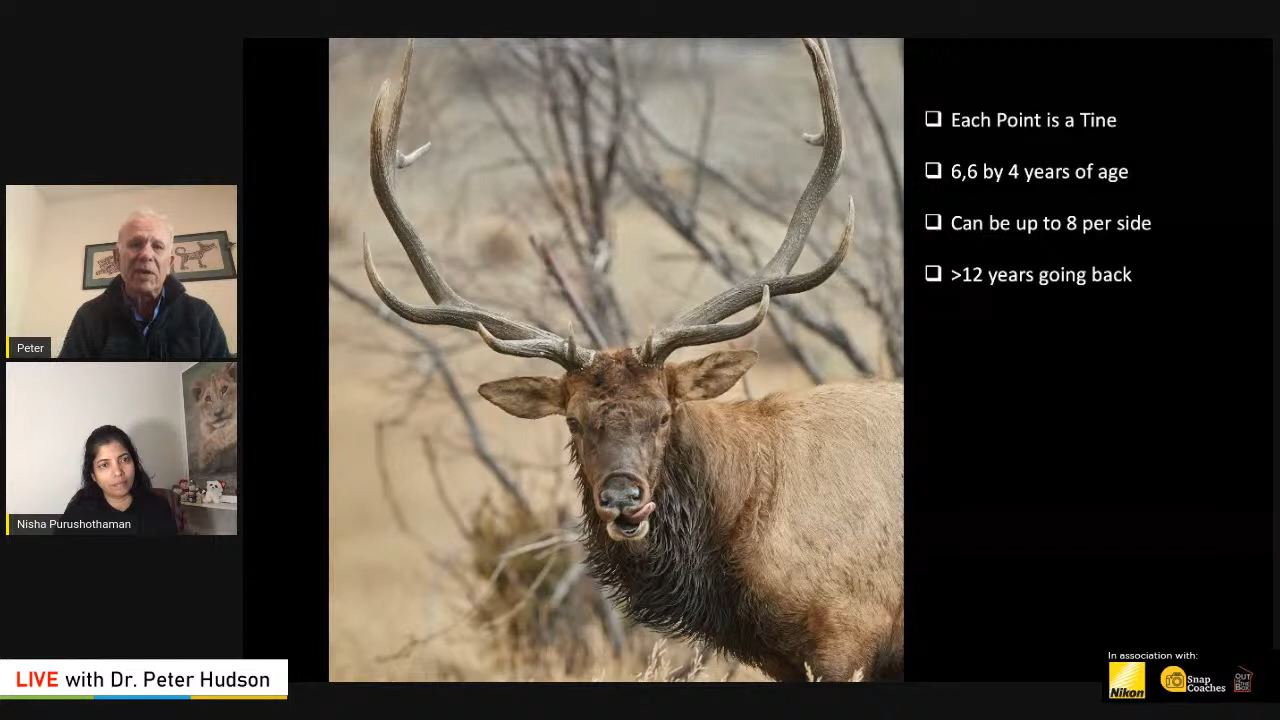 Each Point is a Tine
6,6 by 4 years of age
Can be up to 8 per side
>12 years going back
Peter
Nisha Purushothaman
LIVE with Dr. Peter Hudson
In association with:
Nikon
Snap
Coaches
OUT